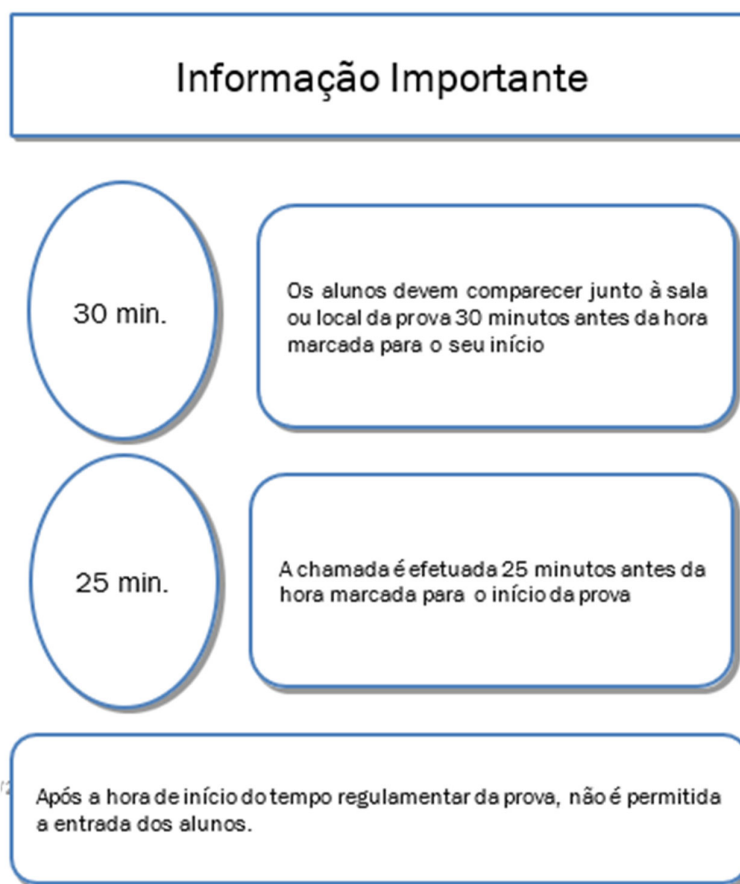 Informação Importante
30 min.
Os alunos devem comparecer junto à sala
ou local da prova 30 minutos antes da hora
marcada para o seu início
25 min.
A chamada é efetuada 25 minutos antes da
hora marcada para o início da prova
Após a hora de início do tempo regulamentar da prova, não é permitida
a entrada dos alunos.